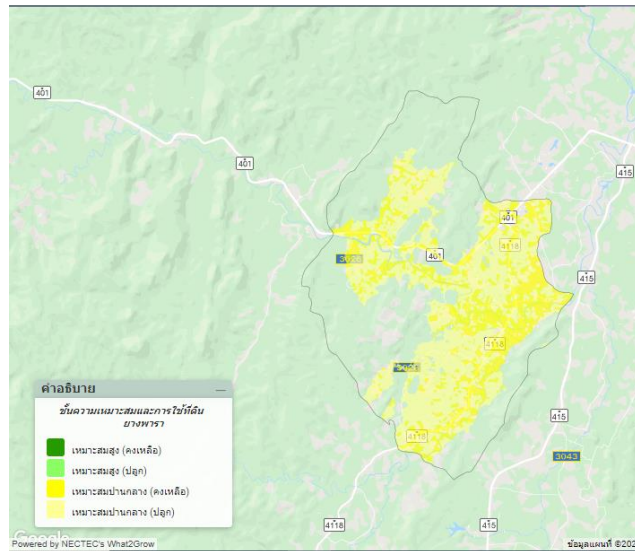 401
401
415
401
4118
3026
401
415
4118
3401
415
4118
3043
4118
415
คำอธิบาย
ชั้นความเหมาะสมและการใช้ที่ดิน
ยางพารา
เหมาะสมสูง (คงเหลือ)
เหมาะสมสูง (ปลูก)
เหมาะสมปานกลาง (คงเหลือ)
เหมาะสมปานกลาง (ปลูก)
Google
Powered by NECTEC's What2Grow
ข้อมูลแผนที่ ©202